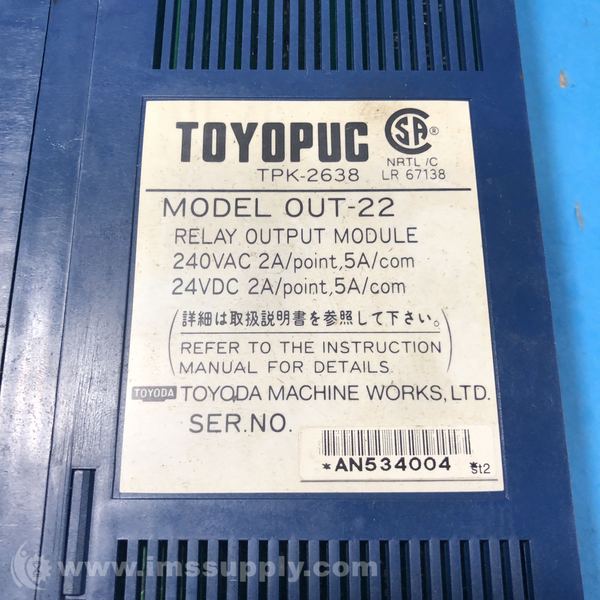 TOYOPUC
TPK-2638
CSA ®
NRTL /C
LR 67138
MODEL OUT-22
RELAY OUTPUT MODULE
240VAC 2A/point,5A/com
24VDC 2A/point,5A/com
(詳細は取扱説明書を参照して下さい。
REFER TO THE INSTRUCTION
MANUAL FOR DETAILS.)
TOYODA TOYODA MACHINE WORKS,LTD.
SER.NO.
*AN534004 *
st2
© www.imssupply.com